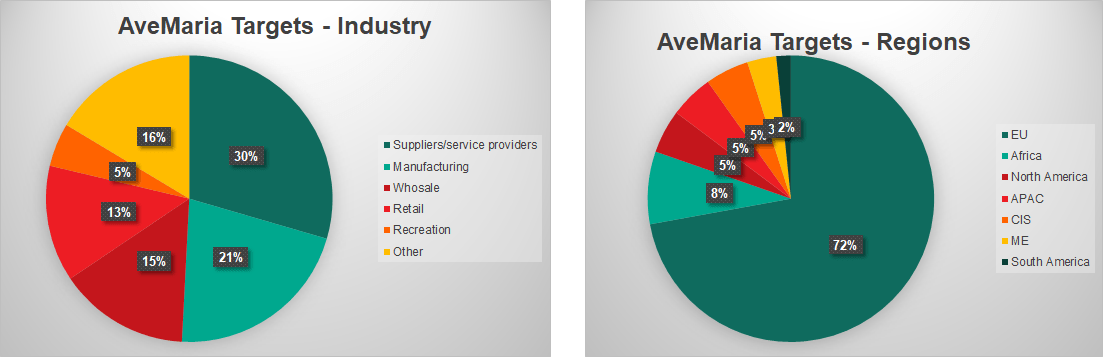 AveMaria Targets - Industry
30%
21%
15%
13%
5%
16%
Suppliers/service providers
Manufacturing
Whosale
Retail
Recreation
Other
AveMaria Targets - Regions
72%
8%
5%
5%
5%
3
2%
EU
Africa
North America
APAC
CIS
ME
South America